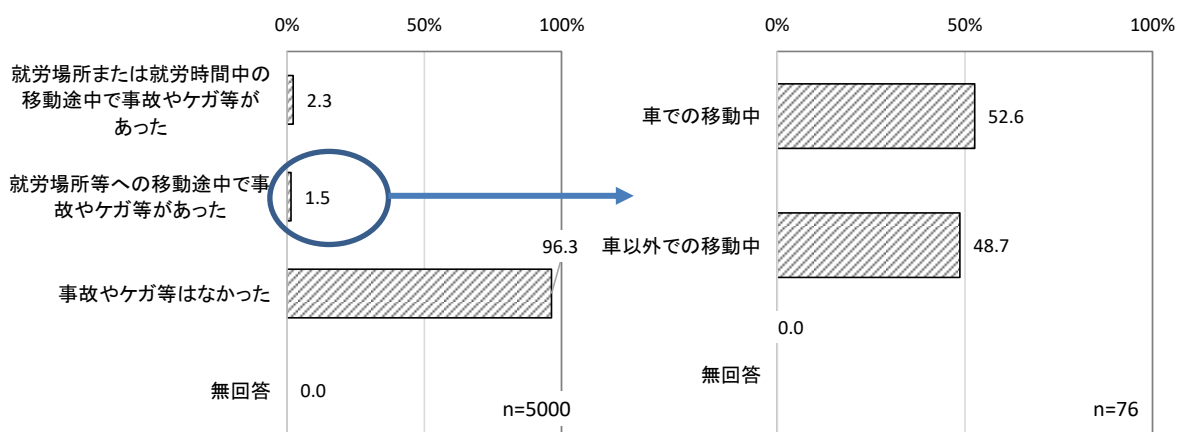 0%
50%
100%
就労場所または就労時間中の
移動途中で事故やケガ等が
あった
2.3
就労場所等への移動途中で事
故やケガ等があった
1.5
96.3
事故やケガ等はなかった
無回答
0.0
n=5000
0%
50%
100%
車での移動中
52.6
車以外での移動中
48.7
0.0
無回答
n=76